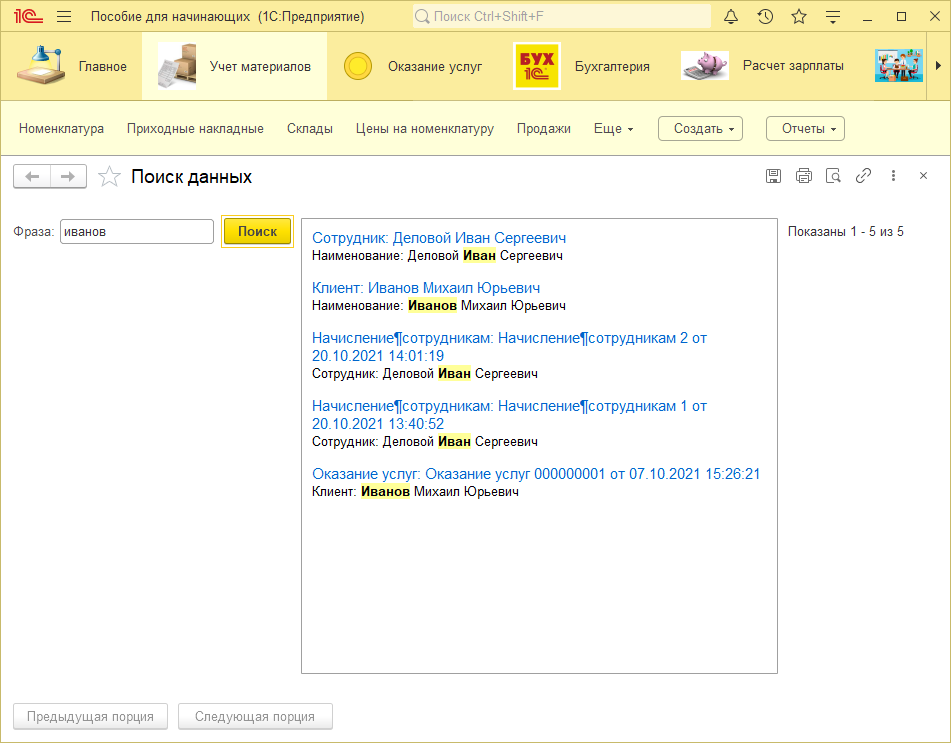 1С Пособие для начинающих (1С:Предприятие) Поиск Ctrl+Shift+F
Главное Учет материалов Оказание услуг БУХ 1С Бухгалтерия Расчет зарплаты
Номенклатура Приходные накладные Склады Цены на номенклатуру Продажи Еще Создать Отчеты
Поиск данных
Фраза: иванов Поиск
Сотрудник: Деловой Иван Сергеевич
Наименование: Деловой Иван Сергеевич
Клиент: Иванов Михаил Юрьевич
Наименование: Иванов Михаил Юрьевич
Начисление¶сотрудникам: Начисление¶сотрудникам 2 от
20.10.2021 14:01:19
Сотрудник: Деловой Иван Сергеевич
Начисление¶сотрудникам: Начисление¶сотрудникам 1 от
20.10.2021 13:40:52
Сотрудник: Деловой Иван Сергеевич
Оказание услуг: Оказание услуг 000000001 от 07.10.2021 15:26:21
Клиент: Иванов Михаил Юрьевич
Показаны 1 - 5 из 5
Предыдущая порция Следующая порция